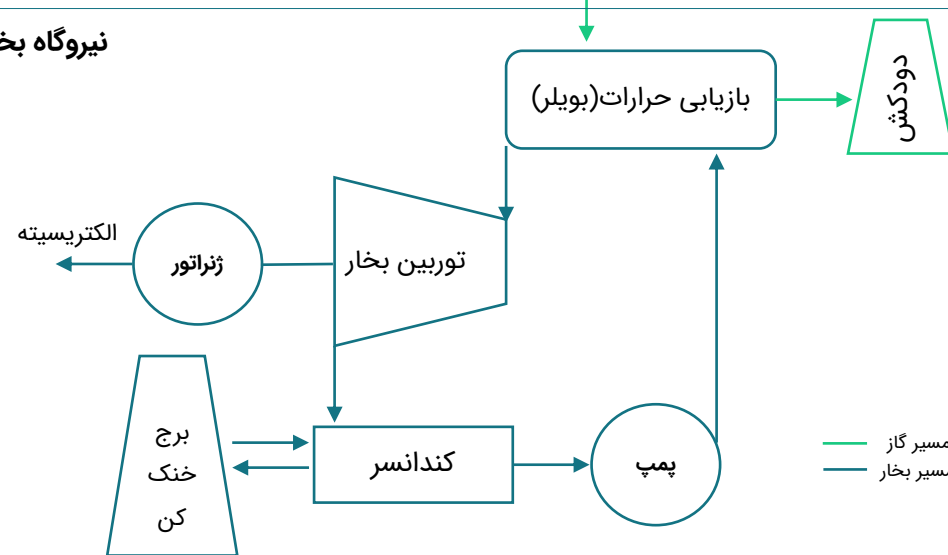 نیروگاه بخ
دودکش
بازیابی حرارات(بویلر)
الکتریسیته
ژنراتور
توربین بخار
برج
خنک
کن
کندانسر
پمپ
مسیر گاز
مسیر بخار